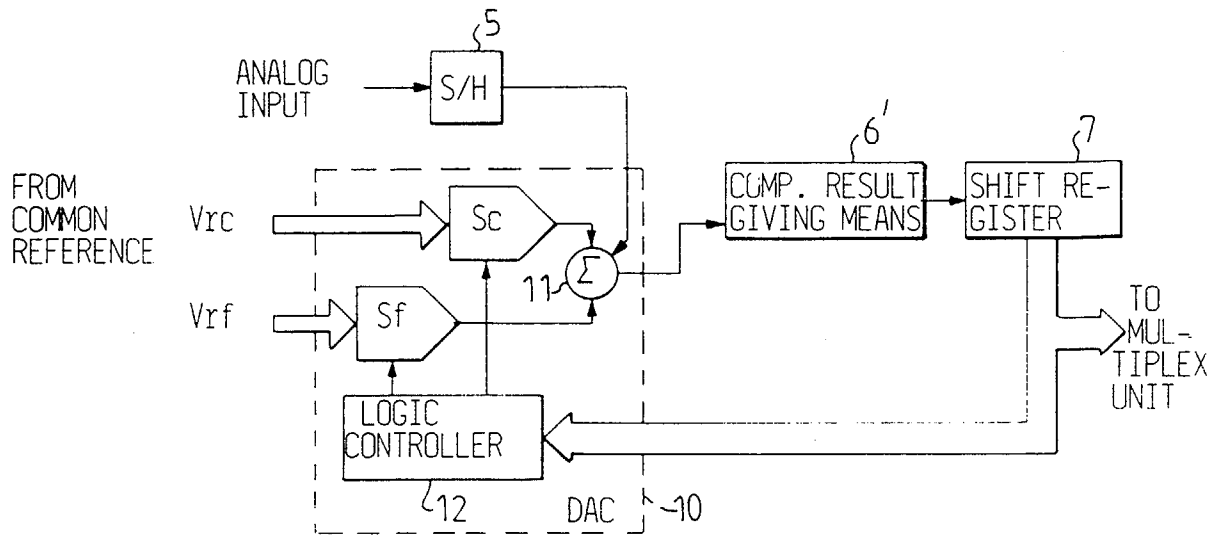 5
ANALOG
INPUT
S/H
6'
7
FROM
COMMON
REFERENCE
Vrc
Sc
COMP. RESULT
GIVING MEANS
SHIFT RE-
GISTER
11
Σ
Vrf
Sf
TO
MUL-
TIPLEX
UNIT
LOGIC
CONTROLLER
12
DAC
10